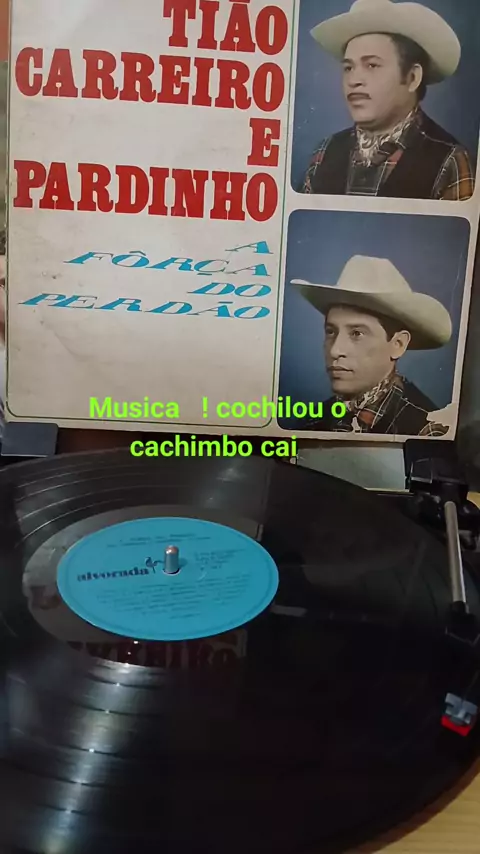 TIÃO
CARREIRO
E
PARDINHO
A
FÔRÇA
DO
PERDÃO
Musica ! cochilou o
cachimbo cai
alvorada